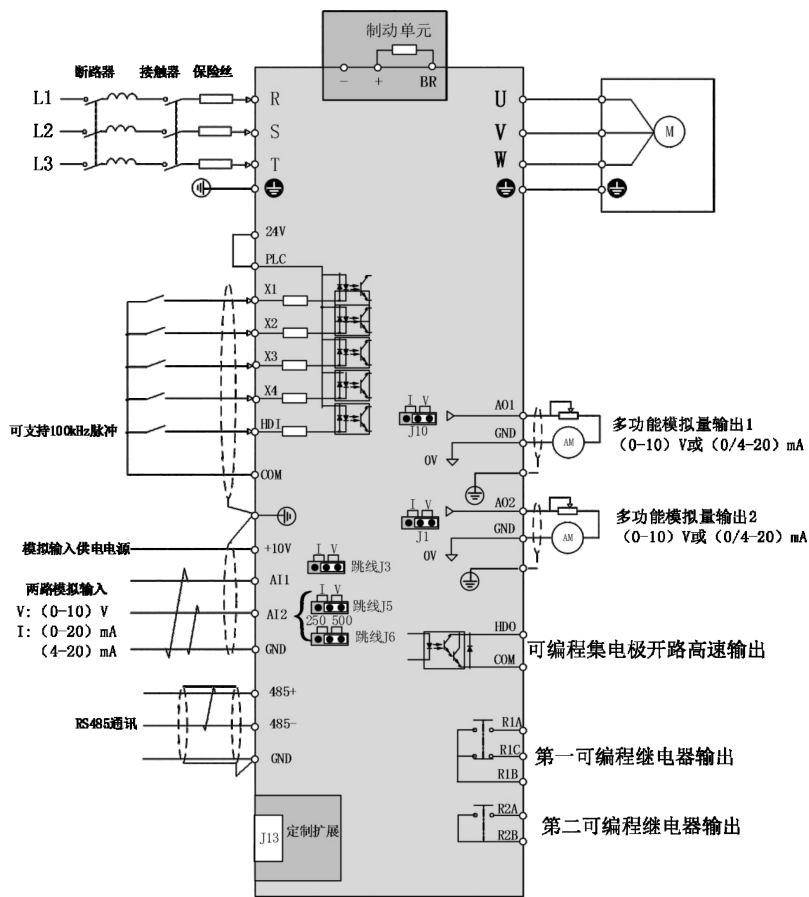 制动单元
- + BR
断路器 接触器 保险丝
L1
L2
L3
R
S
T
U
V
W
M
24V
PLC
X1
X2
X3
X4
HDI
可支持100kHz脉冲
COM
模拟输入供电电源
+10V
两路模拟输入
V:（0-10）V
I:（0-20）mA
（4-20）mA
AI1
AI2
GND
I V
跳线J3
I V
跳线J5
250 500
跳线J6
RS485通讯
485+
485-
GND
J13
定制扩展
I V
J10
0V
AO1
GND
AM
多功能模拟量输出1
（0-10）V或（0/4-20）mA
I V
J1
0V
AO2
GND
AM
多功能模拟量输出2
（0-10）V或（0/4-20）mA
HDO
COM
可编程集电极开路高速输出
R1A
R1C
R1B
第一可编程继电器输出
R2A
R2B
第二可编程继电器输出